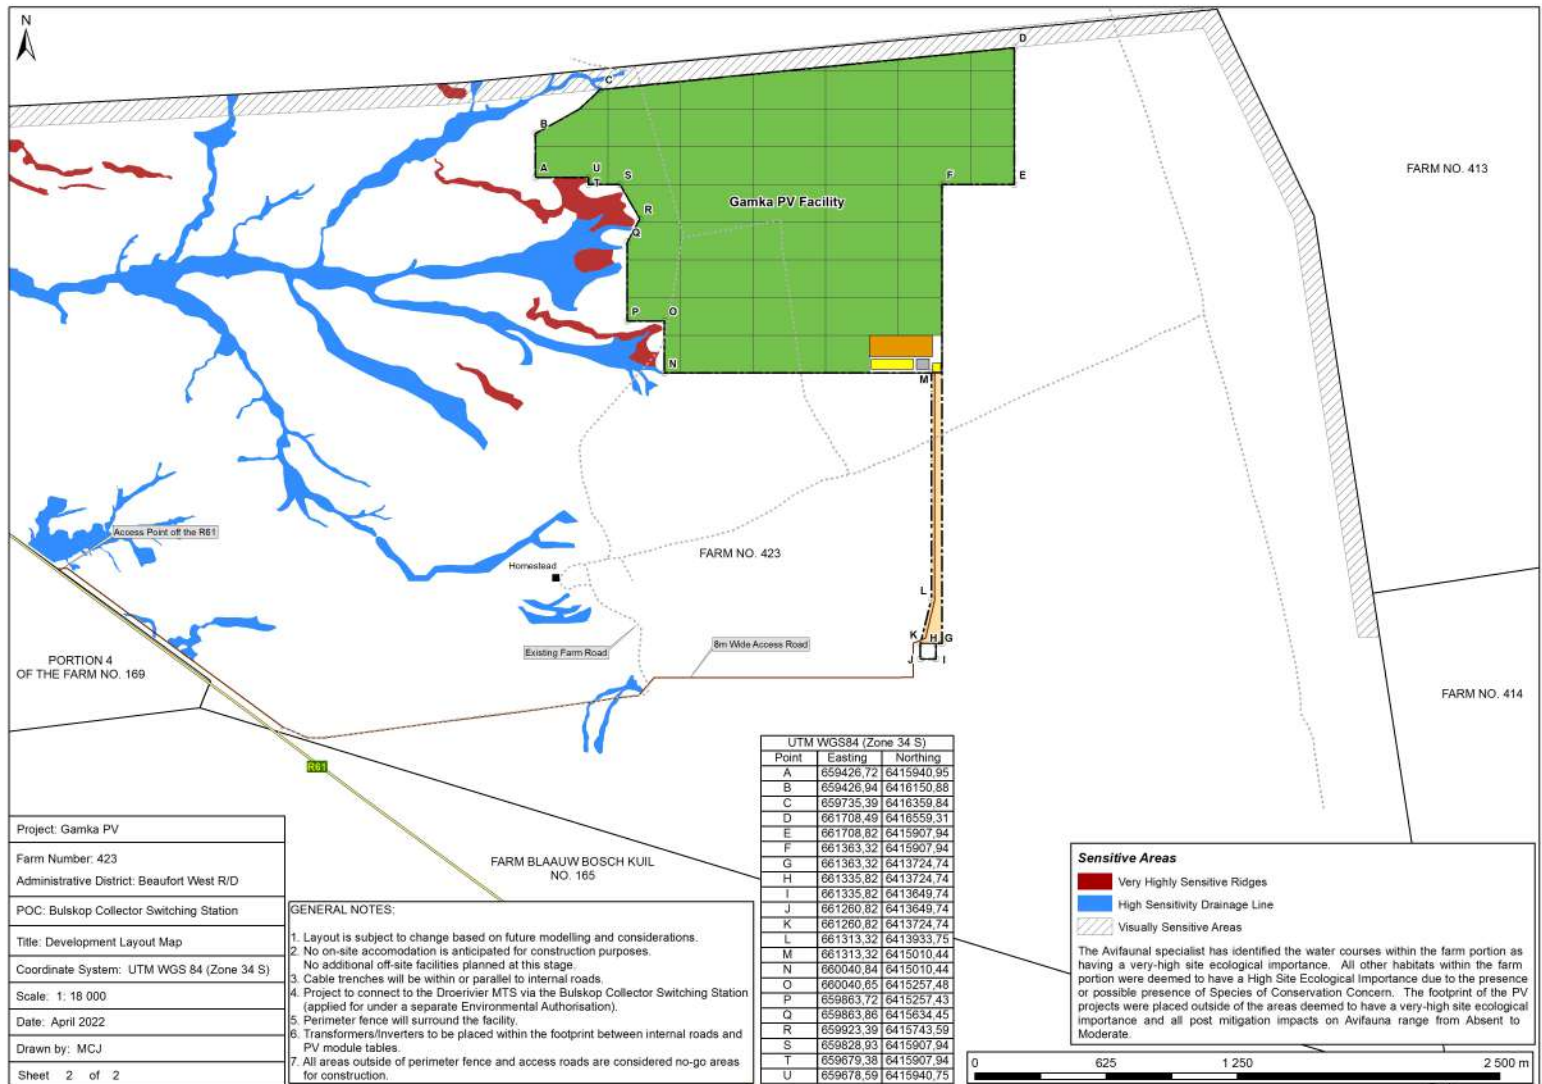 N
D
C
B
A
U
T
S
F
E
FARM NO. 413
Gamka PV Facility
R
Q
P
O
N
M
Access Point off the R61
FARM NO. 423
Homestead
L
K
H
G
J
I
Existing Farm Road
8m Wide Access Road
PORTION 4
OF THE FARM NO. 169
FARM NO. 414
R61
FARM BLAAUW BOSCH KUIL
NO. 165
UTM WGS84 (Zone 34 S)
Point Easting Northing
A 659426,72 6415940,95
B 659426,94 6416150,88
C 659735,39 6416359,84
D 661708,49 6416559,31
E 661708,82 6415907,94
F 661363,32 6415907,94
G 661363,32 6413724,74
H 661335,82 6413724,74
I 661335,82 6413649,74
J 661260,82 6413649,74
K 661260,82 6413724,74
L 661313,32 6413933,75
M 661313,32 6415010,44
N 660040,84 6415010,44
O 660040,65 6415257,48
P 659863,72 6415257,43
Q 659863,86 6415634,45
R 659923,39 6415743,59
S 659828,93 6415907,94
T 659679,38 6415907,94
U 659678,59 6415940,75
Project: Gamka PV
Farm Number: 423
Administrative District: Beaufort West R/D
POC: Bulskop Collector Switching Station
Title: Development Layout Map
Coordinate System: UTM WGS 84 (Zone 34 S)
Scale: 1: 18 000
Date: April 2022
Drawn by: MCJ
Sheet 2 of 2
GENERAL NOTES:
1. Layout is subject to change based on future modelling and considerations.
2. No on-site accomodation is anticipated for construction purposes.
No additional off-site facilities planned at this stage.
3. Cable trenches will be within or parallel to internal roads.
4. Project to connect to the Droerivier MTS via the Bulskop Collector Switching Station
(applied for under a separate Environmental Authorisation).
5. Perimeter fence will surround the facility.
6. Transformers/Inverters to be placed within the footprint between internal roads and
PV module tables.
7. All areas outside of perimeter fence and access roads are considered no-go areas
for construction.
Sensitive Areas
Very Highly Sensitive Ridges
High Sensitivity Drainage Line
Visually Sensitive Areas
The Avifaunal specialist has identified the water courses within the farm portion as
having a very-high site ecological importance. All other habitats within the farm
portion were deemed to have a High Site Ecological Importance due to the presence
or possible presence of Species of Conservation Concern. The footprint of the PV
projects were placed outside of the areas deemed to have a very-high site ecological
importance and all post mitigation impacts on Avifauna range from Absent to
Moderate.
0 625 1 250 2 500 m